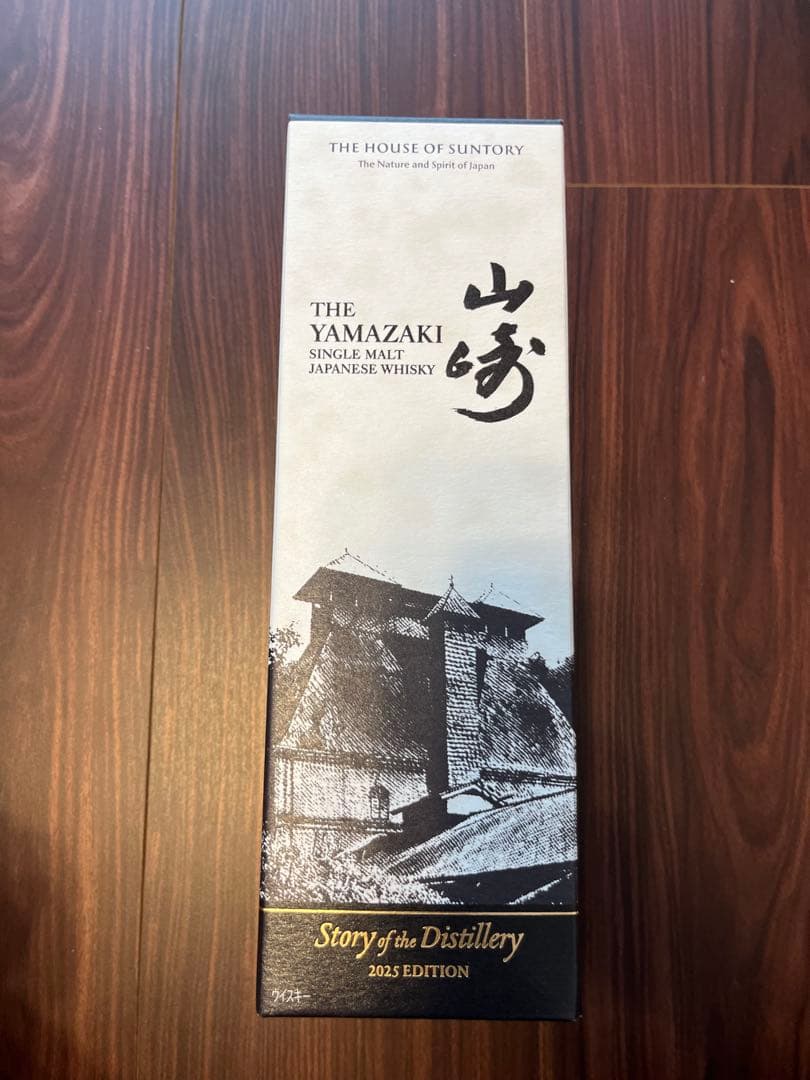 THE HOUSE OF SUNTORY
The Nature and Spirit of Japan
山崎
THE
YAMAZAKI
SINGLE MALT
JAPANESE WHISKY
Story of the Distillery
2025 EDITION
ウイスキー